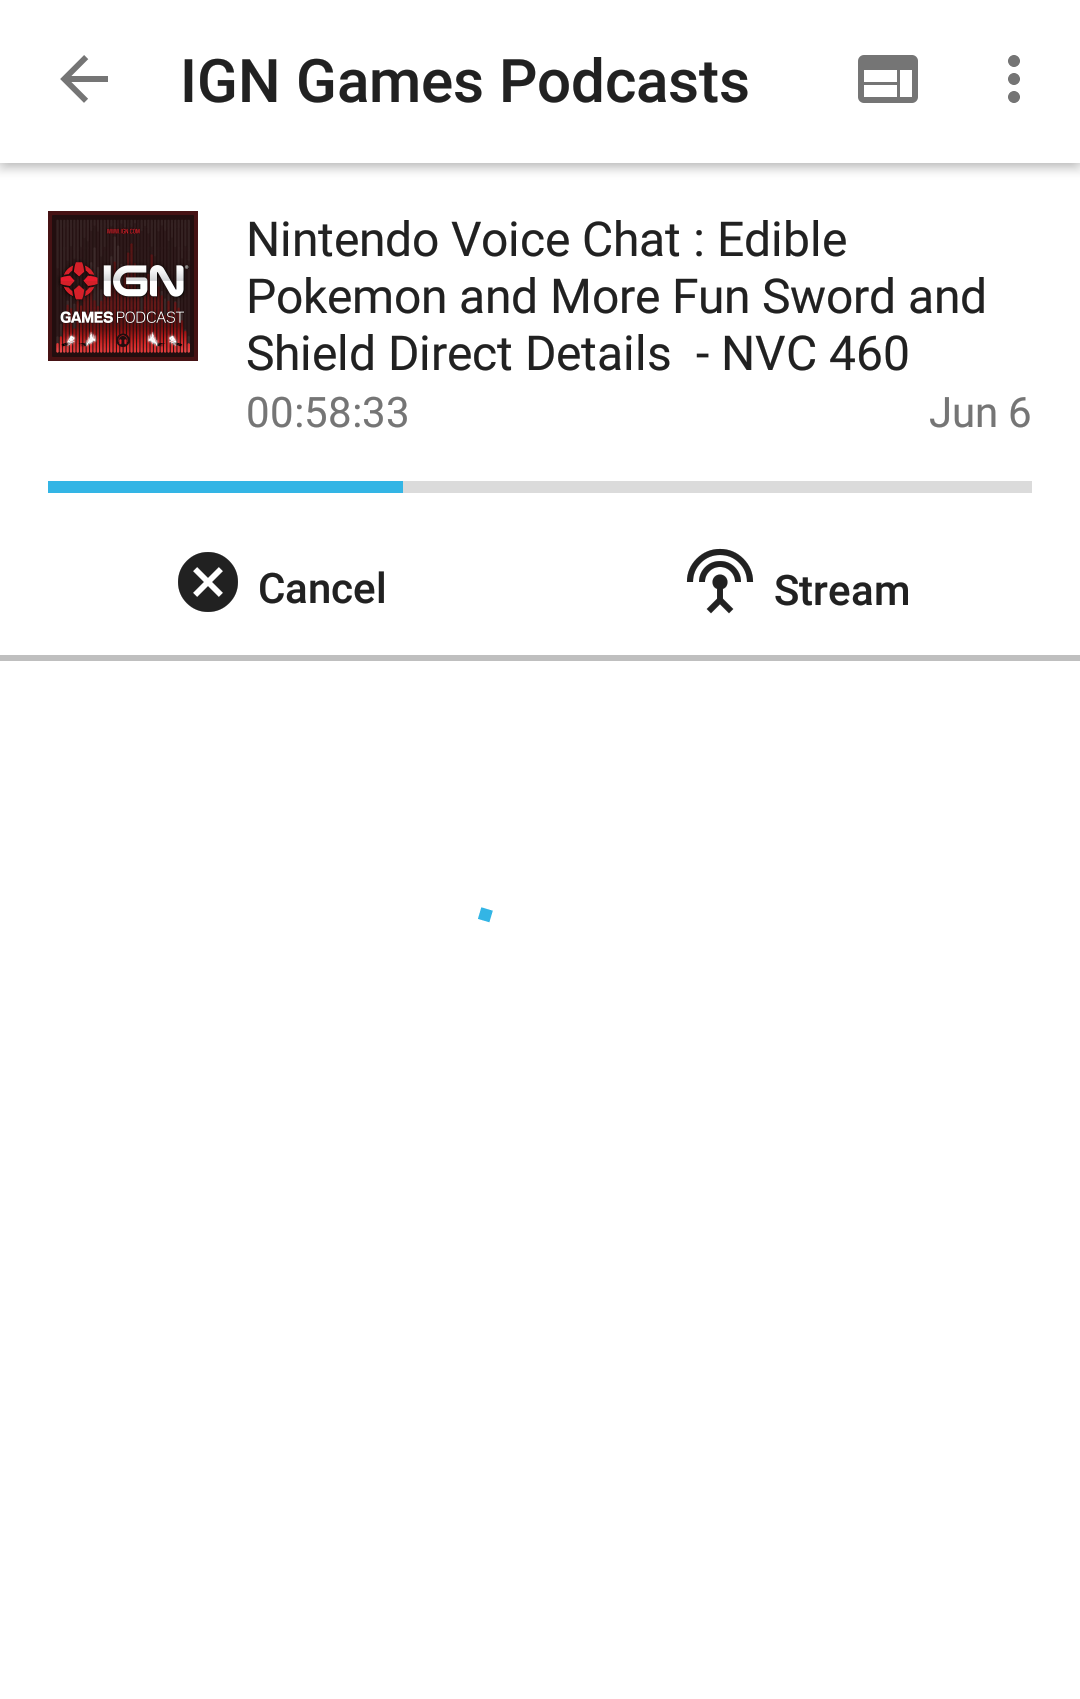 IGN Games Podcasts
WWW.IGN.COM
IGN
GAMES PODCAST
Nintendo Voice Chat : Edible
Pokemon and More Fun Sword and
Shield Direct Details  - NVC 460
00:58:33
Jun 6
Cancel
Stream